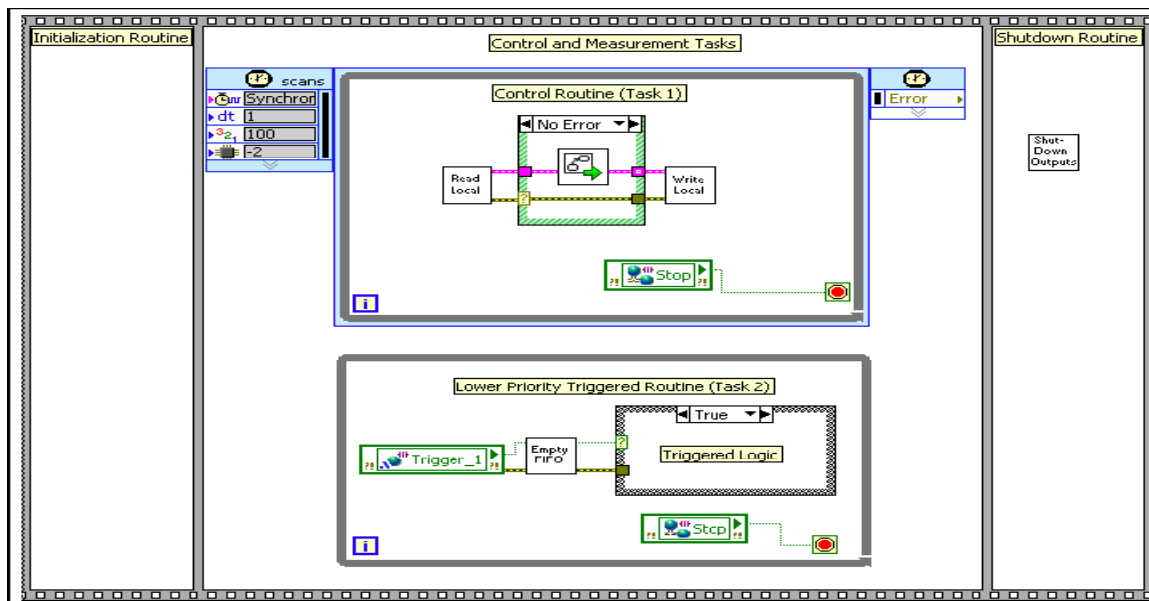 Initialization Routine
Control and Measurement Tasks
Shutdown Routine
scans
Synchror
dt 1
321 100
-2
Control Routine (Task 1)
No Error
Read
Local
?
Write
Local
Error
Shut-
Down
Outputs
?! Stop ?!
i
Lower Priority Triggered Routine (Task 2)
True
?! Trigger_1 ?!
Empty
FIFO
?
Triggered Logic
?! Stcp ?!
i